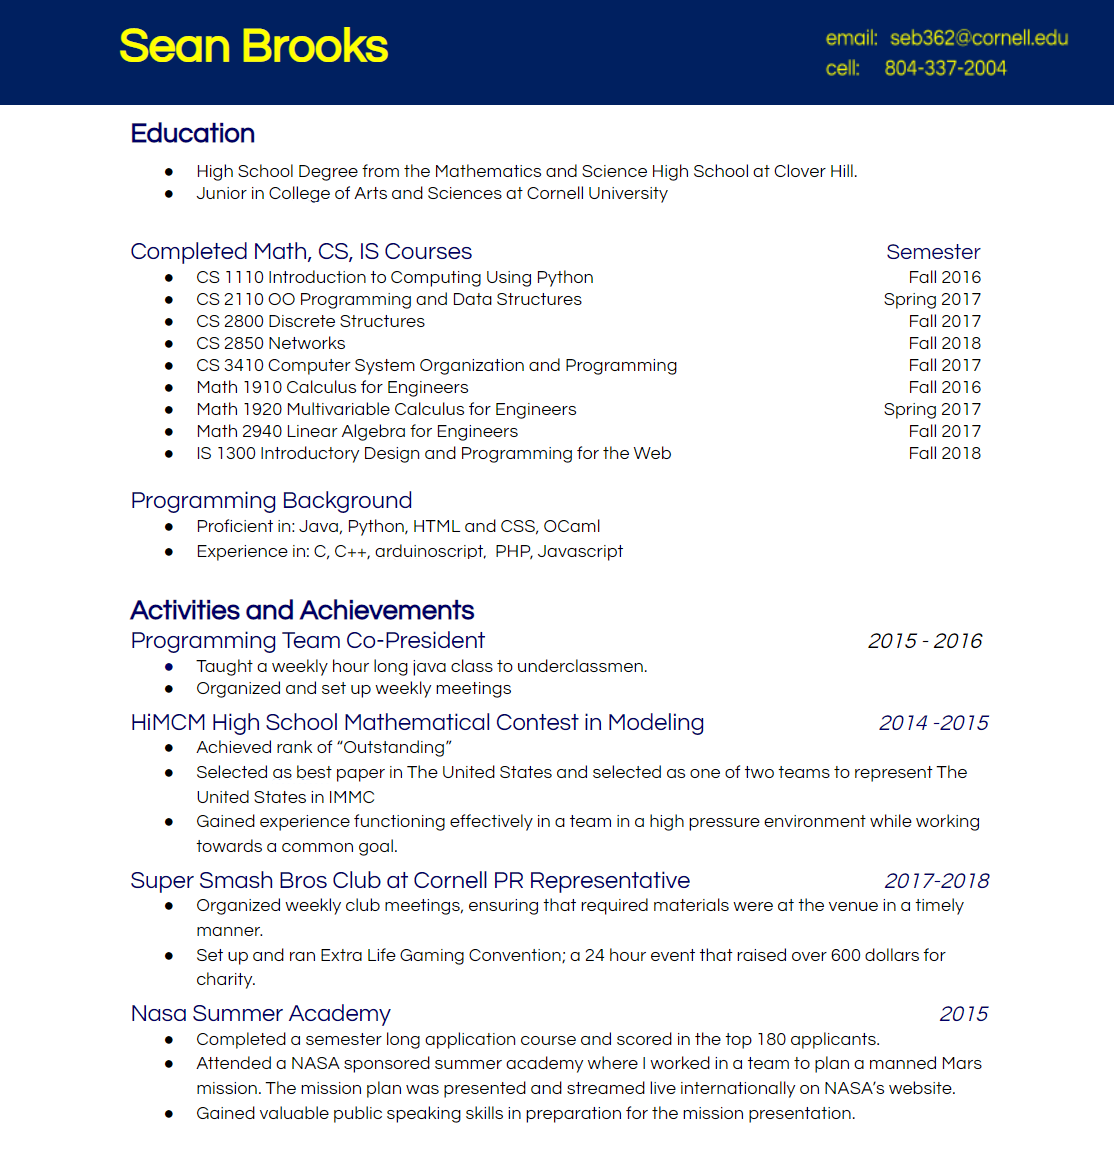 Sean Brooks
email: seb362@cornell.edu
cell: 804-337-2004
Education
● High School Degree from the Mathematics and Science High School at Clover Hill.
● Junior in College of Arts and Sciences at Cornell University
Completed Math, CS, IS Courses Semester
● CS 1110 Introduction to Computing Using Python Fall 2016
● CS 2110 OO Programming and Data Structures Spring 2017
● CS 2800 Discrete Structures Fall 2017
● CS 2850 Networks Fall 2018
● CS 3410 Computer System Organization and Programming Fall 2017
● Math 1910 Calculus for Engineers Fall 2016
● Math 1920 Multivariable Calculus for Engineers Spring 2017
● Math 2940 Linear Algebra for Engineers Fall 2017
● IS 1300 Introductory Design and Programming for the Web Fall 2018
Programming Background
● Proficient in: Java, Python, HTML and CSS, OCaml
● Experience in: C, C++, arduinoscript, PHP, Javascript
Activities and Achievements
Programming Team Co-President 2015 - 2016
● Taught a weekly hour long java class to underclassmen.
● Organized and set up weekly meetings
HiMCM High School Mathematical Contest in Modeling 2014 -2015
● Achieved rank of “Outstanding”
● Selected as best paper in The United States and selected as one of two teams to represent The
United States in IMMC
● Gained experience functioning effectively in a team in a high pressure environment while working
towards a common goal.
Super Smash Bros Club at Cornell PR Representative 2017-2018
● Organized weekly club meetings, ensuring that required materials were at the venue in a timely
manner.
● Set up and ran Extra Life Gaming Convention; a 24 hour event that raised over 600 dollars for
charity.
Nasa Summer Academy 2015
● Completed a semester long application course and scored in the top 180 applicants.
● Attended a NASA sponsored summer academy where I worked in a team to plan a manned Mars
mission. The mission plan was presented and streamed live internationally on NASA’s website.
● Gained valuable public speaking skills in preparation for the mission presentation.